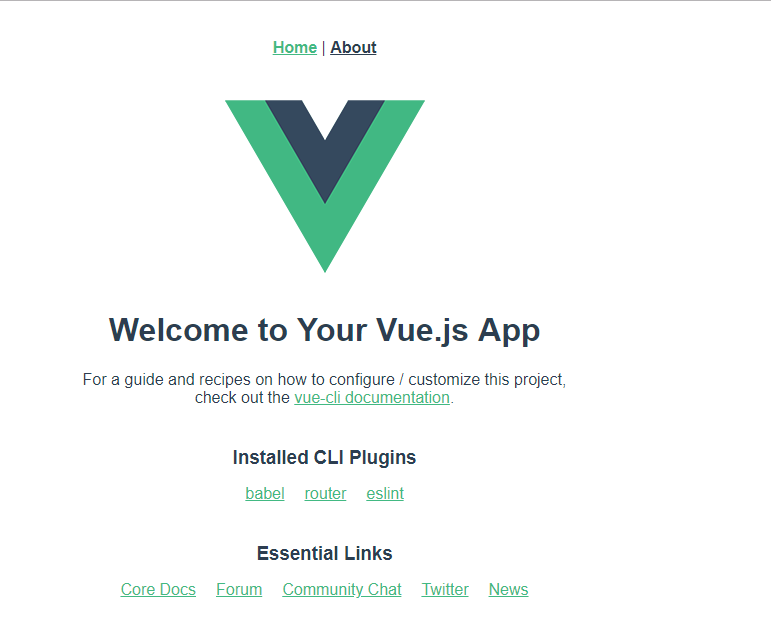 Home | About
Welcome to Your Vue.js App
For a guide and recipes on how to configure / customize this project,
check out the vue-cli documentation.
Installed CLI Plugins
babel router eslint
Essential Links
Core Docs Forum Community Chat Twitter News